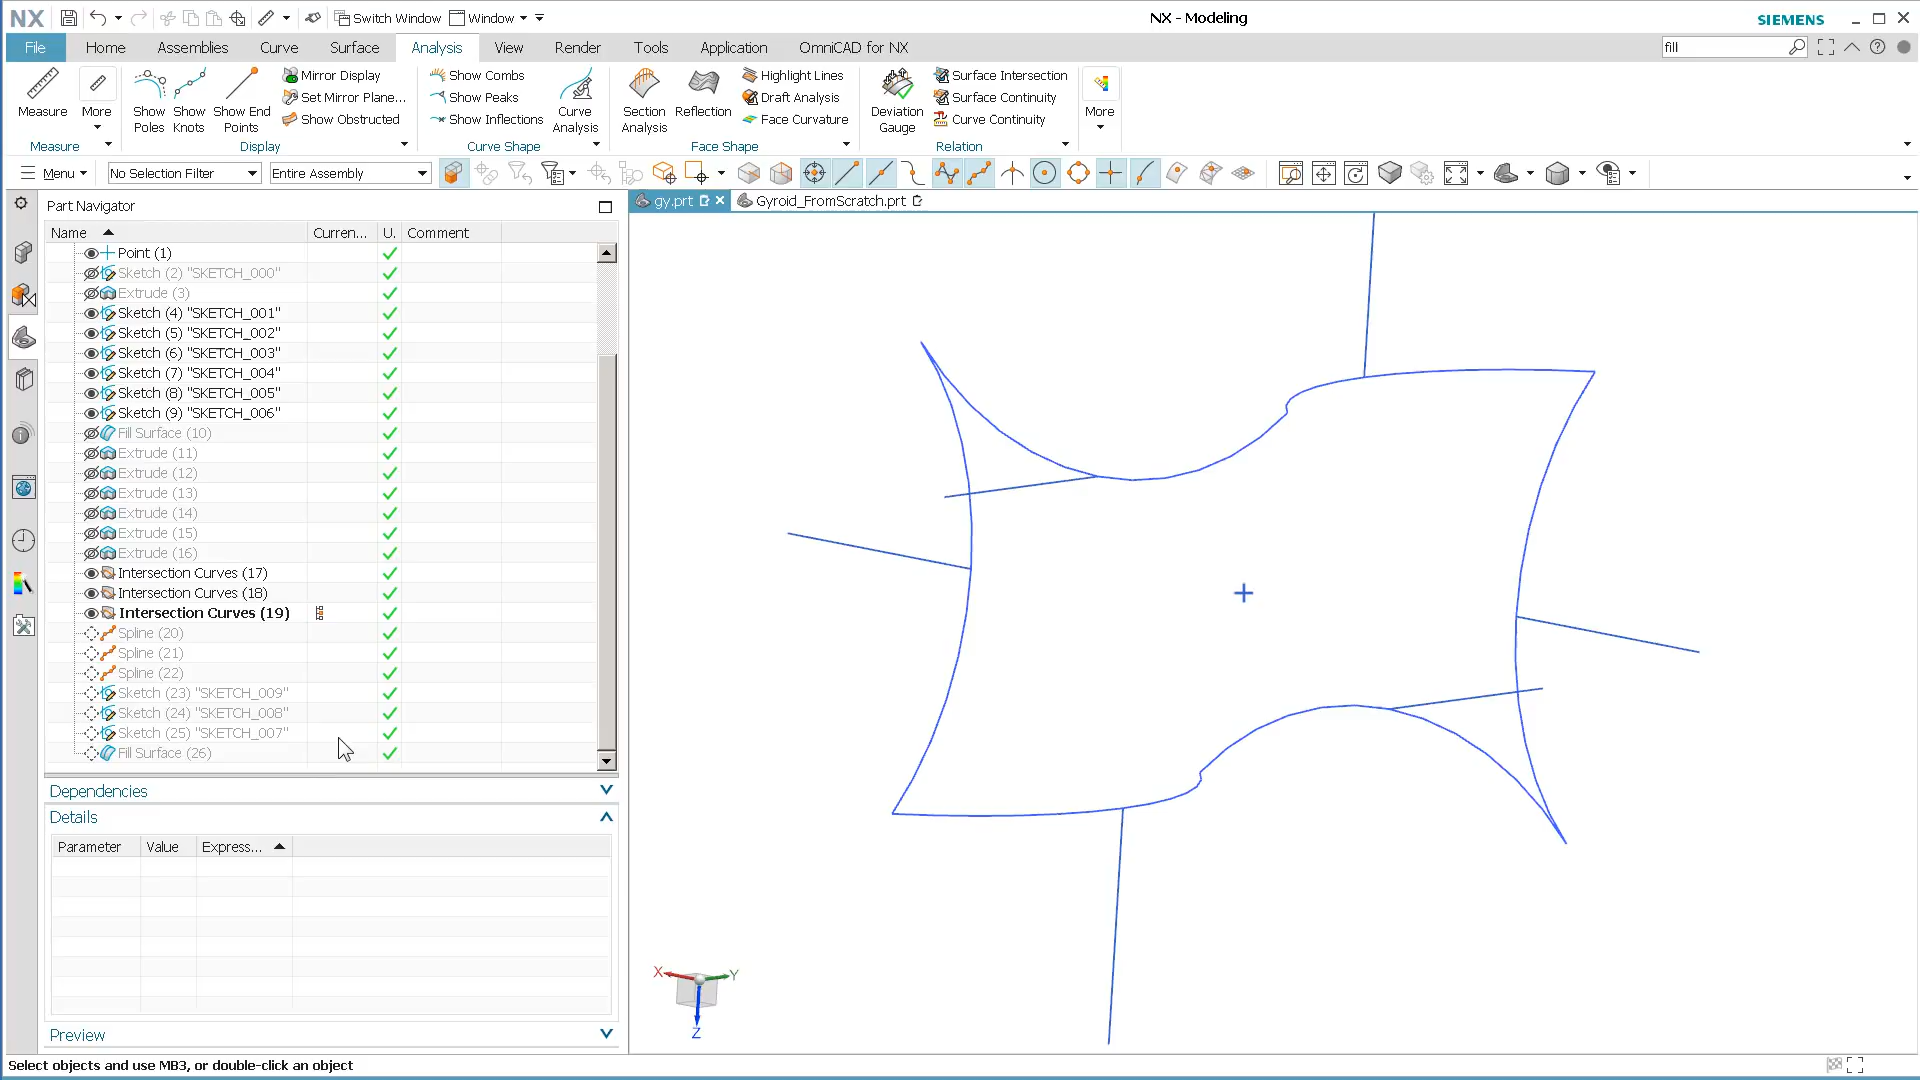 NX
Switch Window
Window
NX - Modeling
SIEMENS
File
Home
Assemblies
Curve
Surface
Analysis
View
Render
Tools
Application
OmniCAD for NX
fill
Measure
More
Show Poles
Show Knots
Show End Points
Mirror Display
Set Mirror Plane...
Show Obstructed
Show Combs
Show Peaks
Show Inflections
Curve Analysis
Section Analysis
Reflection
Highlight Lines
Draft Analysis
Face Curvature
Deviation Gauge
Surface Intersection
Surface Continuity
Curve Continuity
More
Measure
Display
Curve Shape
Face Shape
Relation
Menu
No Selection Filter
Entire Assembly
Part Navigator
gy.prt
Gyroid_FromScratch.prt
Name
Curren...
U.
Comment
Point (1)
Sketch (2) "SKETCH_000"
Extrude (3)
Sketch (4) "SKETCH_001"
Sketch (5) "SKETCH_002"
Sketch (6) "SKETCH_003"
Sketch (7) "SKETCH_004"
Sketch (8) "SKETCH_005"
Sketch (9) "SKETCH_006"
Fill Surface (10)
Extrude (11)
Extrude (12)
Extrude (13)
Extrude (14)
Extrude (15)
Extrude (16)
Intersection Curves (17)
Intersection Curves (18)
Intersection Curves (19)
Spline (20)
Spline (21)
Spline (22)
Sketch (23) "SKETCH_009"
Sketch (24) "SKETCH_008"
Sketch (25) "SKETCH_007"
Fill Surface (26)
Dependencies
Details
Parameter
Value
Express...
Preview
X
Y
Z
Select objects and use MB3, or double-click an object